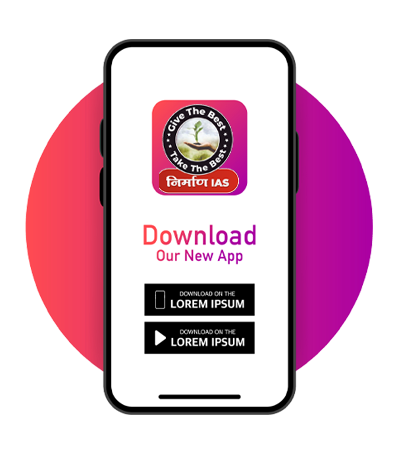 Give The Best
Take The Best
निर्माण IAS
Download
Our New App
DOWNLOAD ON THE
LOREM IPSUM
DOWNLOAD ON THE
LOREM IPSUM